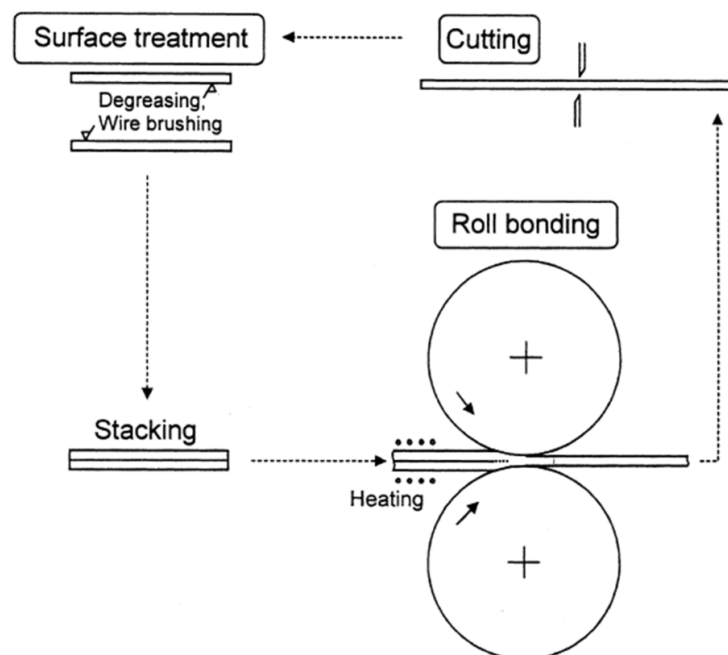 Surface treatment
Cutting
Degreasing,
Wire brushing
Roll bonding
Stacking
Heating